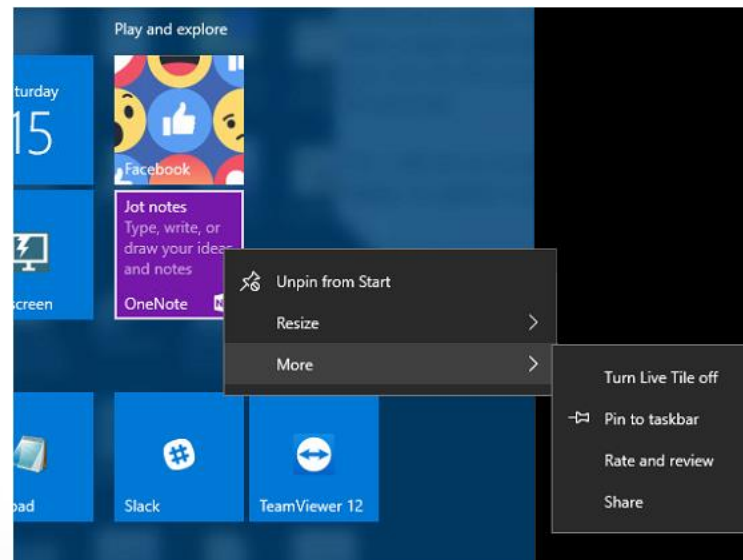 Play and explore
turday
15
Facebook
Jot notes
Type, write, or
draw your ideas
and notes
OneNote
creen
Unpin from Start
Resize
More
Turn Live Tile off
Pin to taskbar
Rate and review
Share
pad
Slack
TeamViewer 12